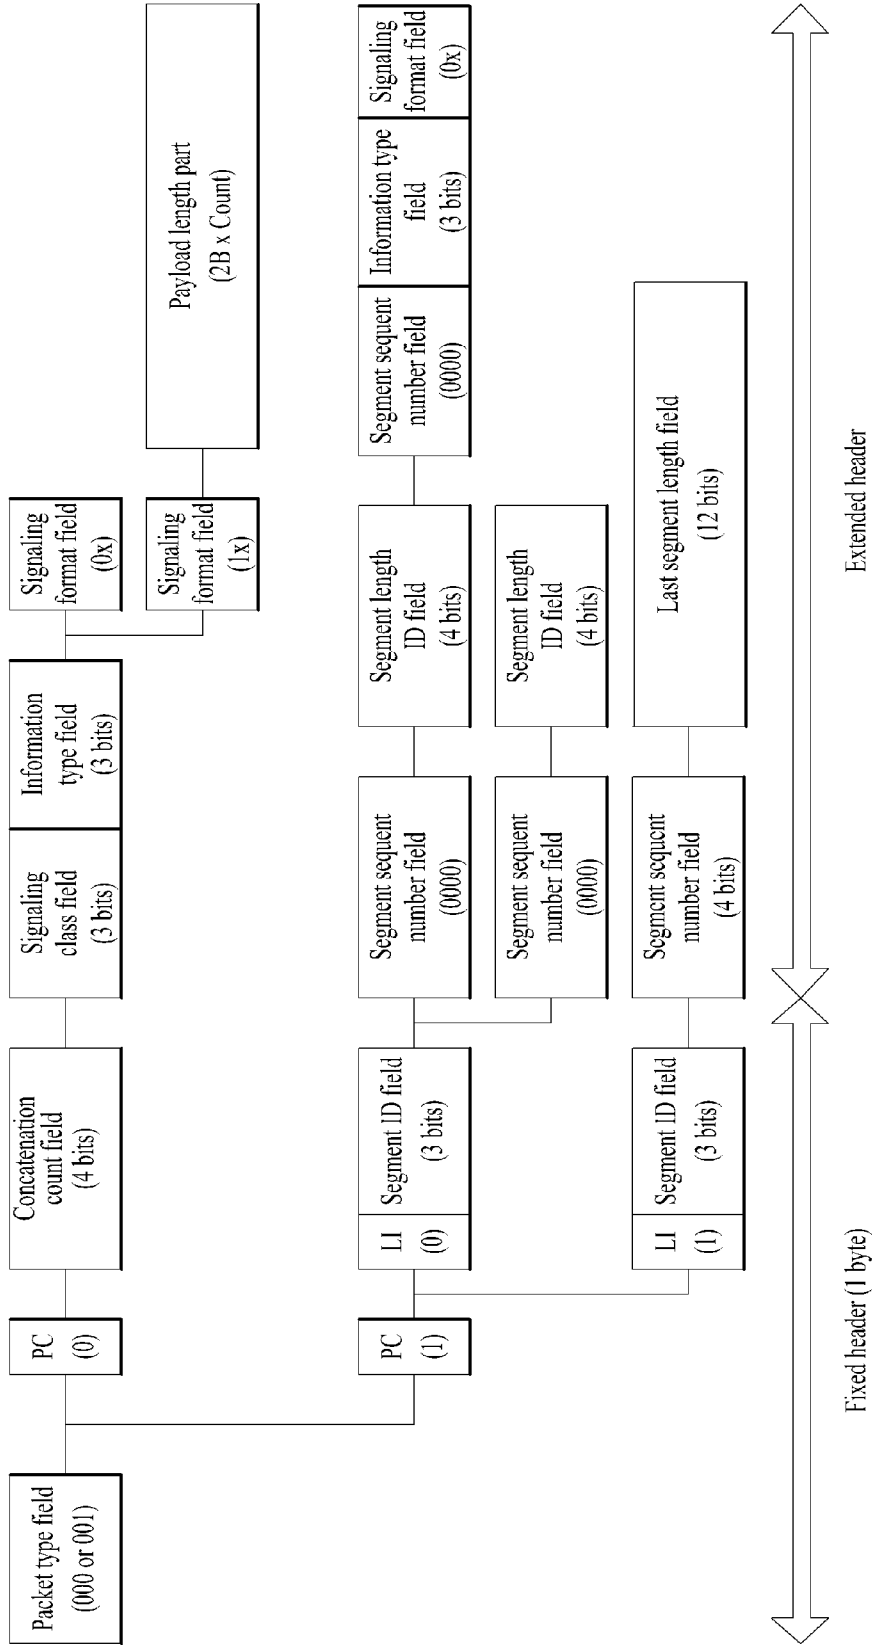 Packet type field
(000 or 001)
PC
(0)
Concatenation
count field
(4 bits)
Signaling
class field
(3 bits)
Information
type field
(3 bits)
Signaling
format field
(0x)
Signaling
format field
(1x)
Payload length part
(2B x Count)
PC
(1)
LI
(0)
Segment ID field
(3 bits)
Segment sequent
number field
(0000)
Segment length
ID field
(4 bits)
Segment sequent
number field
(0000)
Information type
field
(3 bits)
Signaling
format field
(0x)
Segment sequent
number field
(0000)
Segment length
ID field
(4 bits)
LI
(1)
Segment ID field
(3 bits)
Segment sequent
number field
(4 bits)
Last segment length field
(12 bits)
Fixed header (1 byte)
Extended header